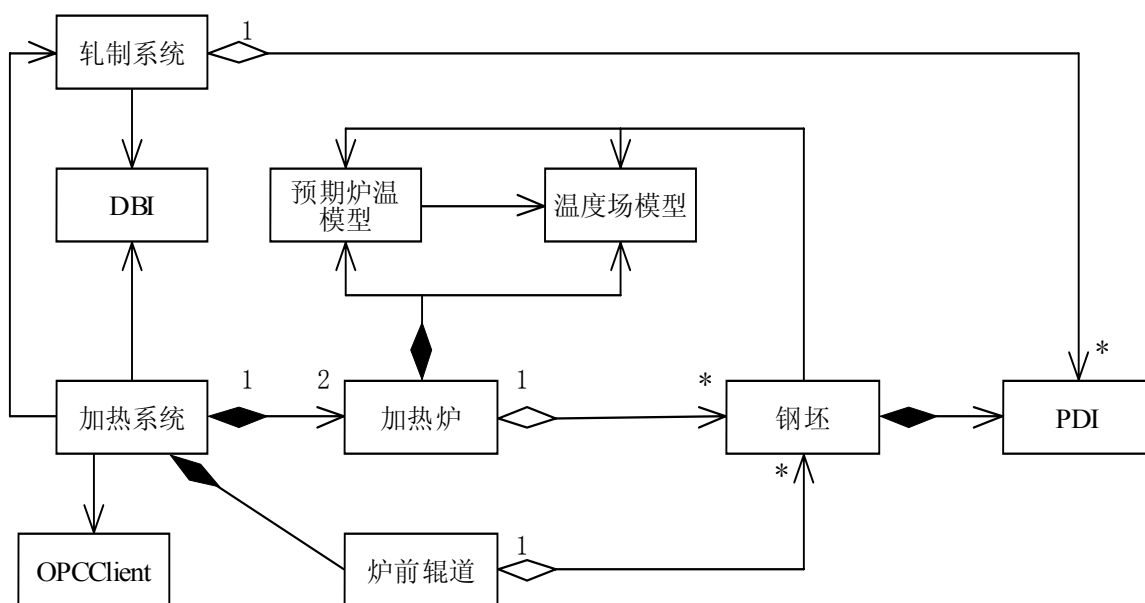 1
轧制系统
DBI
预期炉温
模型
温度场模型
*
1
2
1
*
加热系统
加热炉
钢坯
PDI
*
1
OPCClient
炉前辊道